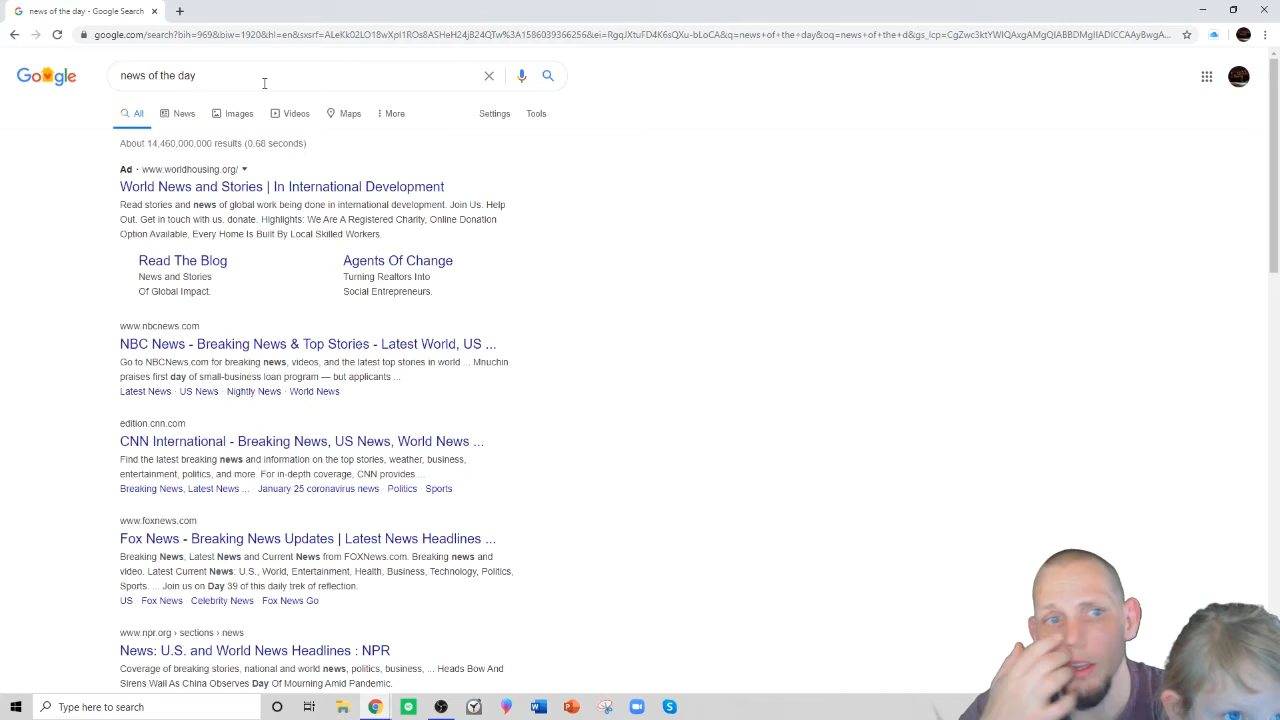 news of the day - Google Search
google.com/search?bih=969&biw=1920&hl=en&sxsrf=ALeKk02LO18wXpI1ROs8ASHeH24jB24QTw%3A1586039366256&ei=RgqJXtuFD4K6sQXu-bLoCA&q=news+of+the+day&oq=news+of+the+d&gs_lcp=CgZwc3ktYWIQAxgAMgQIABBDMgIIADICCAAyBwgA...
Google
news of the day
All News Images Videos Maps More Settings Tools
About 14,460,000,000 results (0.68 seconds)
Ad · www.worldhousing.org/
World News and Stories | In International Development
Read stories and news of global work being done in international development. Join Us. Help
Out. Get in touch with us. donate. Highlights: We Are A Registered Charity, Online Donation
Option Available, Every Home Is Built By Local Skilled Workers.
Read The Blog Agents Of Change
News and Stories Turning Realtors Into
Of Global Impact. Social Entrepreneurs.
www.nbcnews.com
NBC News - Breaking News & Top Stories - Latest World, US ...
Go to NBCNews.com for breaking news, videos, and the latest top stories in world ... Mnuchin
praises first day of small-business loan program — but applicants ...
Latest News · US News · Nightly News · World News
edition.cnn.com
CNN International - Breaking News, US News, World News ...
Find the latest breaking news and information on the top stories, weather, business,
entertainment, politics, and more. For in-depth coverage, CNN provides ...
Breaking News, Latest News ... · January 25 coronavirus news · Politics · Sports
www.foxnews.com
Fox News - Breaking News Updates | Latest News Headlines ...
Breaking News, Latest News and Current News from FOXNews.com. Breaking news and
video. Latest Current News: U.S., World, Entertainment, Health, Business, Technology, Politics,
Sports. ... Join us on Day 39 of this daily trek of reflection.
US · Fox News · Celebrity News · Fox News Go
www.npr.org › sections › news
News: U.S. and World News Headlines : NPR
Coverage of breaking stories, national and world news, politics, business, ... Heads Bow And
Sirens Wail As China Observes Day Of Mourning Amid Pandemic.
Type here to search